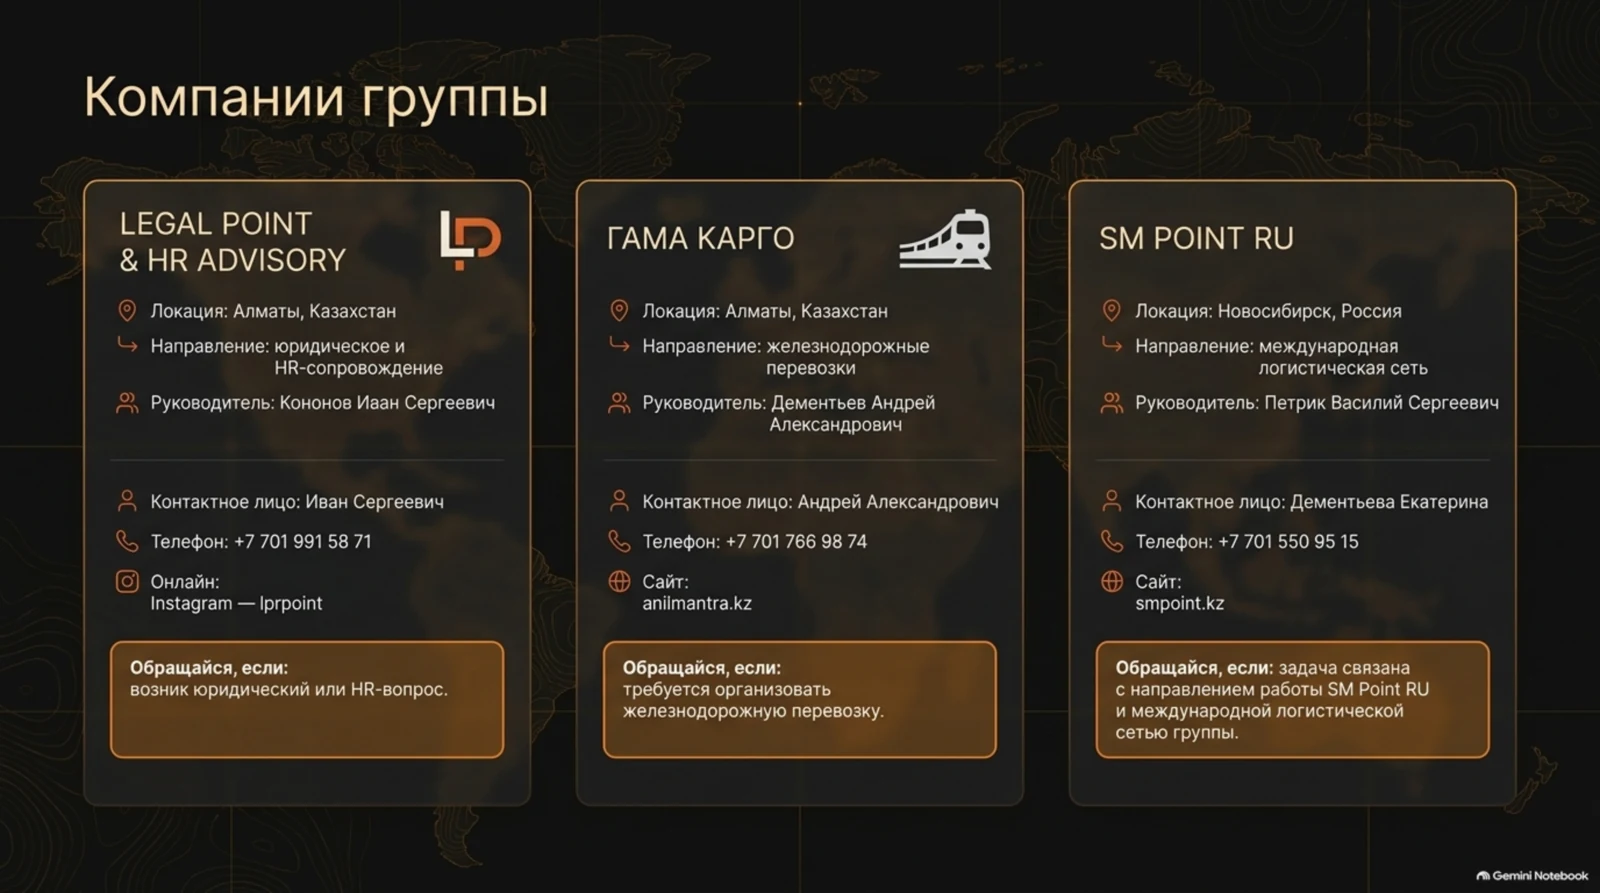 Компании группы
LEGAL POINT
& HR ADVISORY
LP
Локация: Алматы, Казахстан
Направление: юридическое и
HR-сопровождение
Руководитель: Кононов Иаан Сергеевич
Контактное лицо: Иван Сергеевич
Телефон: +7 701 991 58 71
Онлайн:
Instagram — lprpoint
Обращайся, если:
возник юридический или HR-вопрос.
ГАМА КАРГО
Локация: Алматы, Казахстан
Направление: железнодорожные
перевозки
Руководитель: Дементьев Андрей
Александрович
Контактное лицо: Андрей Александрович
Телефон: +7 701 766 98 74
Сайт:
anilmantra.kz
Обращайся, если:
требуется организовать
железнодорожную перевозку.
SM POINT RU
Локация: Новосибирск, Россия
Направление: международная
логистическая сеть
Руководитель: Петрик Василий Сергеевич
Контактное лицо: Дементьева Екатерина
Телефон: +7 701 550 95 15
Сайт:
smpoint.kz
Обращайся, если: задача связана
с направлением работы SM Point RU
и международной логистической
сетью группы.
Gemini Notebook